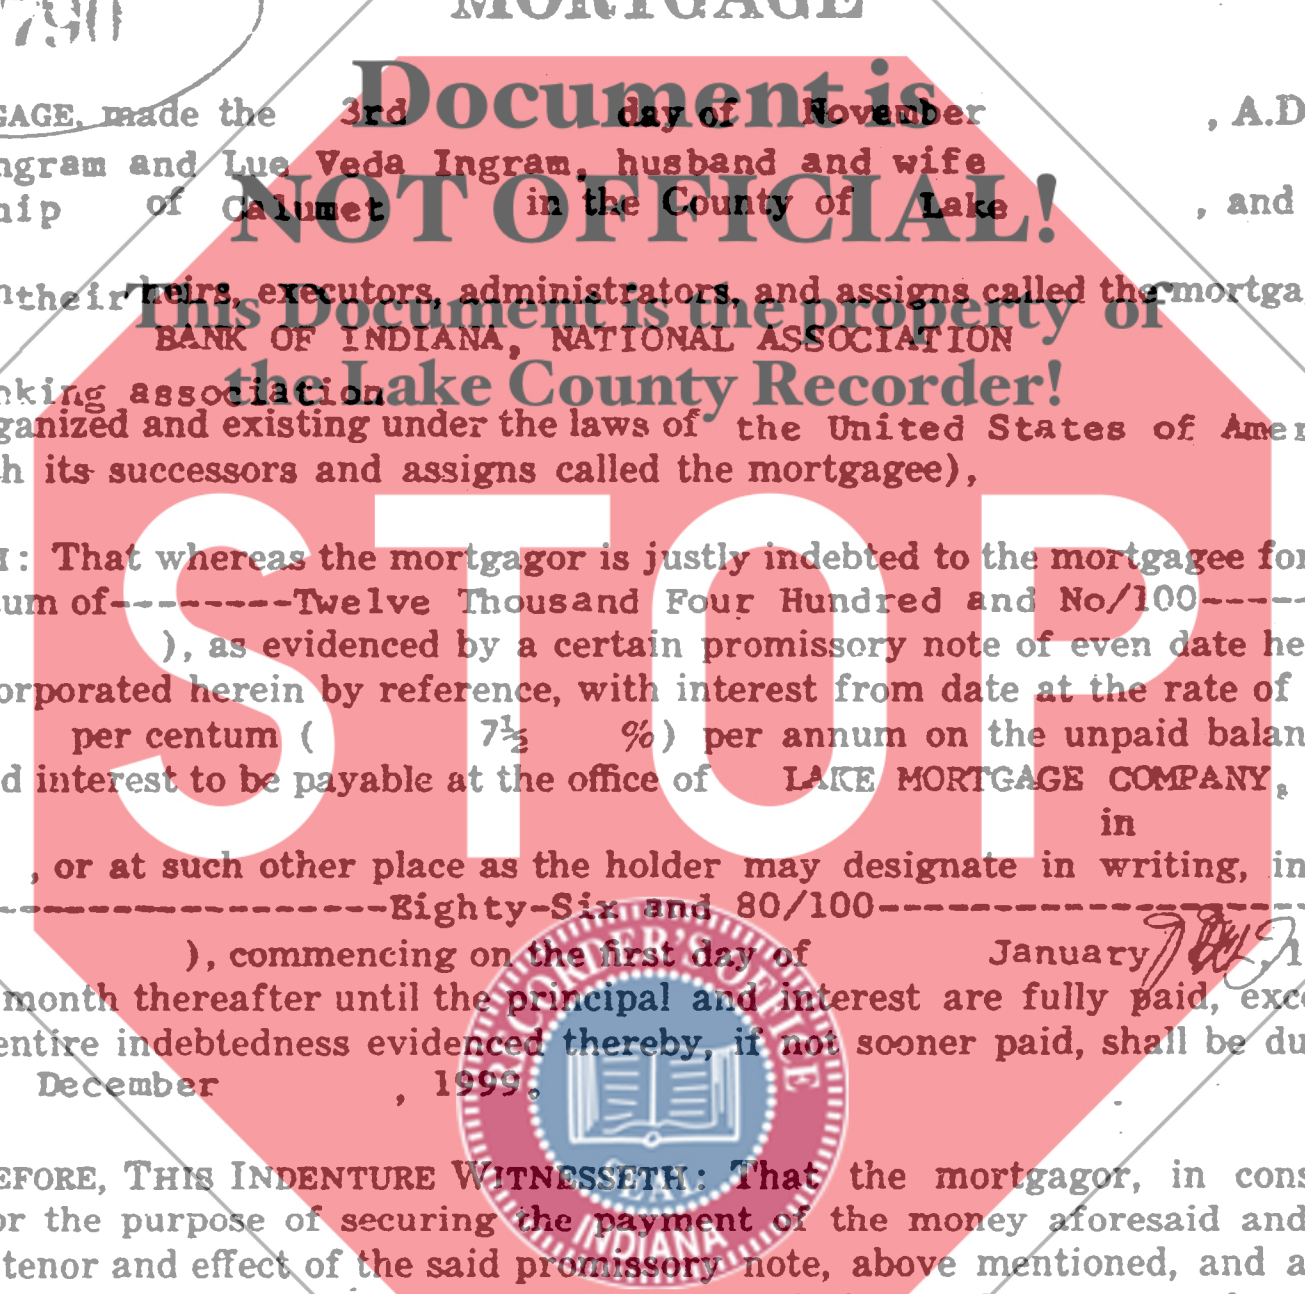 790
MORTGAGE
Document is
GAGE, made the 3rd day of November , A.D
ngram and Lue Veda Ingram, husband and wife
NOT OFFICIAL!
hip of Calumet in the County of Lake , and
their heirs, executors, administrators, and assigns called the mortga
This Document is the property of
BANK OF INDIANA, NATIONAL ASSOCIATION
the Lake County Recorder!
nking association
ganized and existing under the laws of the United States of Amer
h its successors and assigns called the mortgagee),
STOP
H: That whereas the mortgagor is justly indebted to the mortgagee for
um of--------Twelve Thousand Four Hundred and No/100-----
), as evidenced by a certain promissory note of even date he
orporated herein by reference, with interest from date at the rate of
per centum ( 7½ %) per annum on the unpaid balan
d interest to be payable at the office of LAKE MORTGAGE COMPANY,
in
, or at such other place as the holder may designate in writing, in
------------------Eighty-Six and 80/100--------------------
), commencing on the first day of January , 1
month thereafter until the principal and interest are fully paid, exce
entire indebtedness evidenced thereby, if not sooner paid, shall be du
December , 1999.
RECORDER'S OFFICE
SEAL
INDIANA
EFORE, THIS INDENTURE WITNESSETH: That the mortgagor, in cons
or the purpose of securing the payment of the money aforesaid and
tenor and effect of the said promissory note, above mentioned, and a